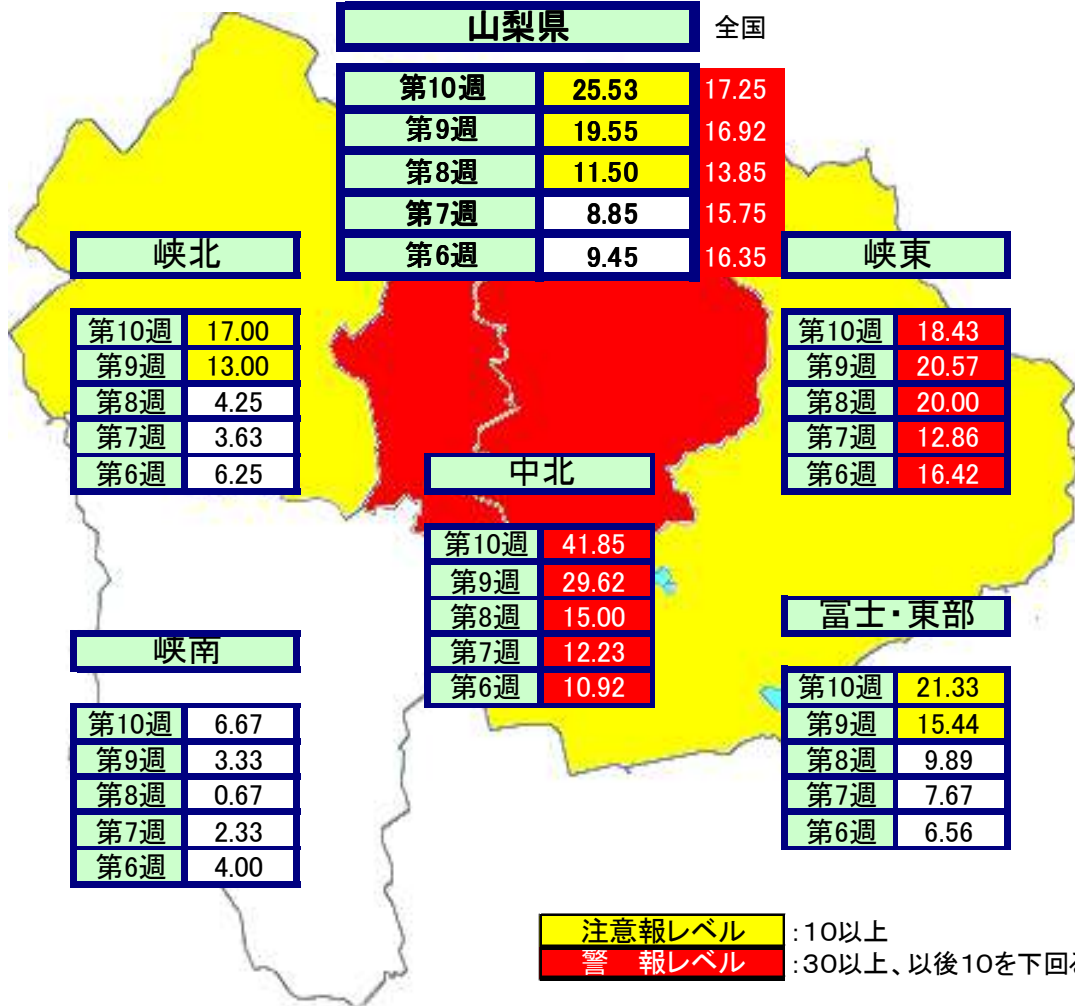 山梨県 全国
第10週 25.53 17.25
第9週 19.55 16.92
第8週 11.50 13.85
第7週 8.85 15.75
第6週 9.45 16.35
峡北
第10週 17.00
第9週 13.00
第8週 4.25
第7週 3.63
第6週 6.25
峡東
第10週 18.43
第9週 20.57
第8週 20.00
第7週 12.86
第6週 16.42
中北
第10週 41.85
第9週 29.62
第8週 15.00
第7週 12.23
第6週 10.92
峡南
第10週 6.67
第9週 3.33
第8週 0.67
第7週 2.33
第6週 4.00
富士・東部
第10週 21.33
第9週 15.44
第8週 9.89
第7週 7.67
第6週 6.56
注意報レベル :10以上
警 報レベル :30以上、以後10を下回